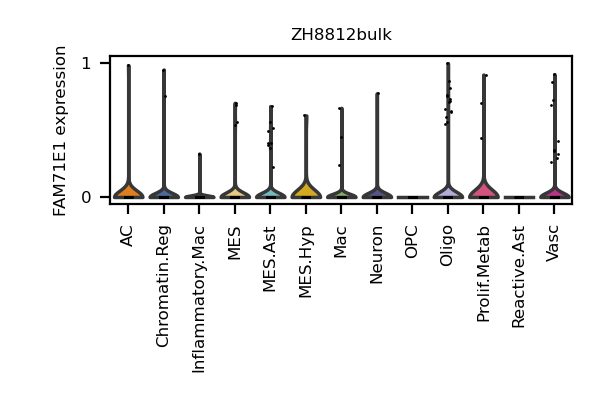 ZH8812bulk
FAM71E1 expression
1
0
AC
Chromatin.Reg
Inflammatory.Mac
MES
MES.Ast
MES.Hyp
Mac
Neuron
OPC
Oligo
Prolif.Metab
Reactive.Ast
Vasc